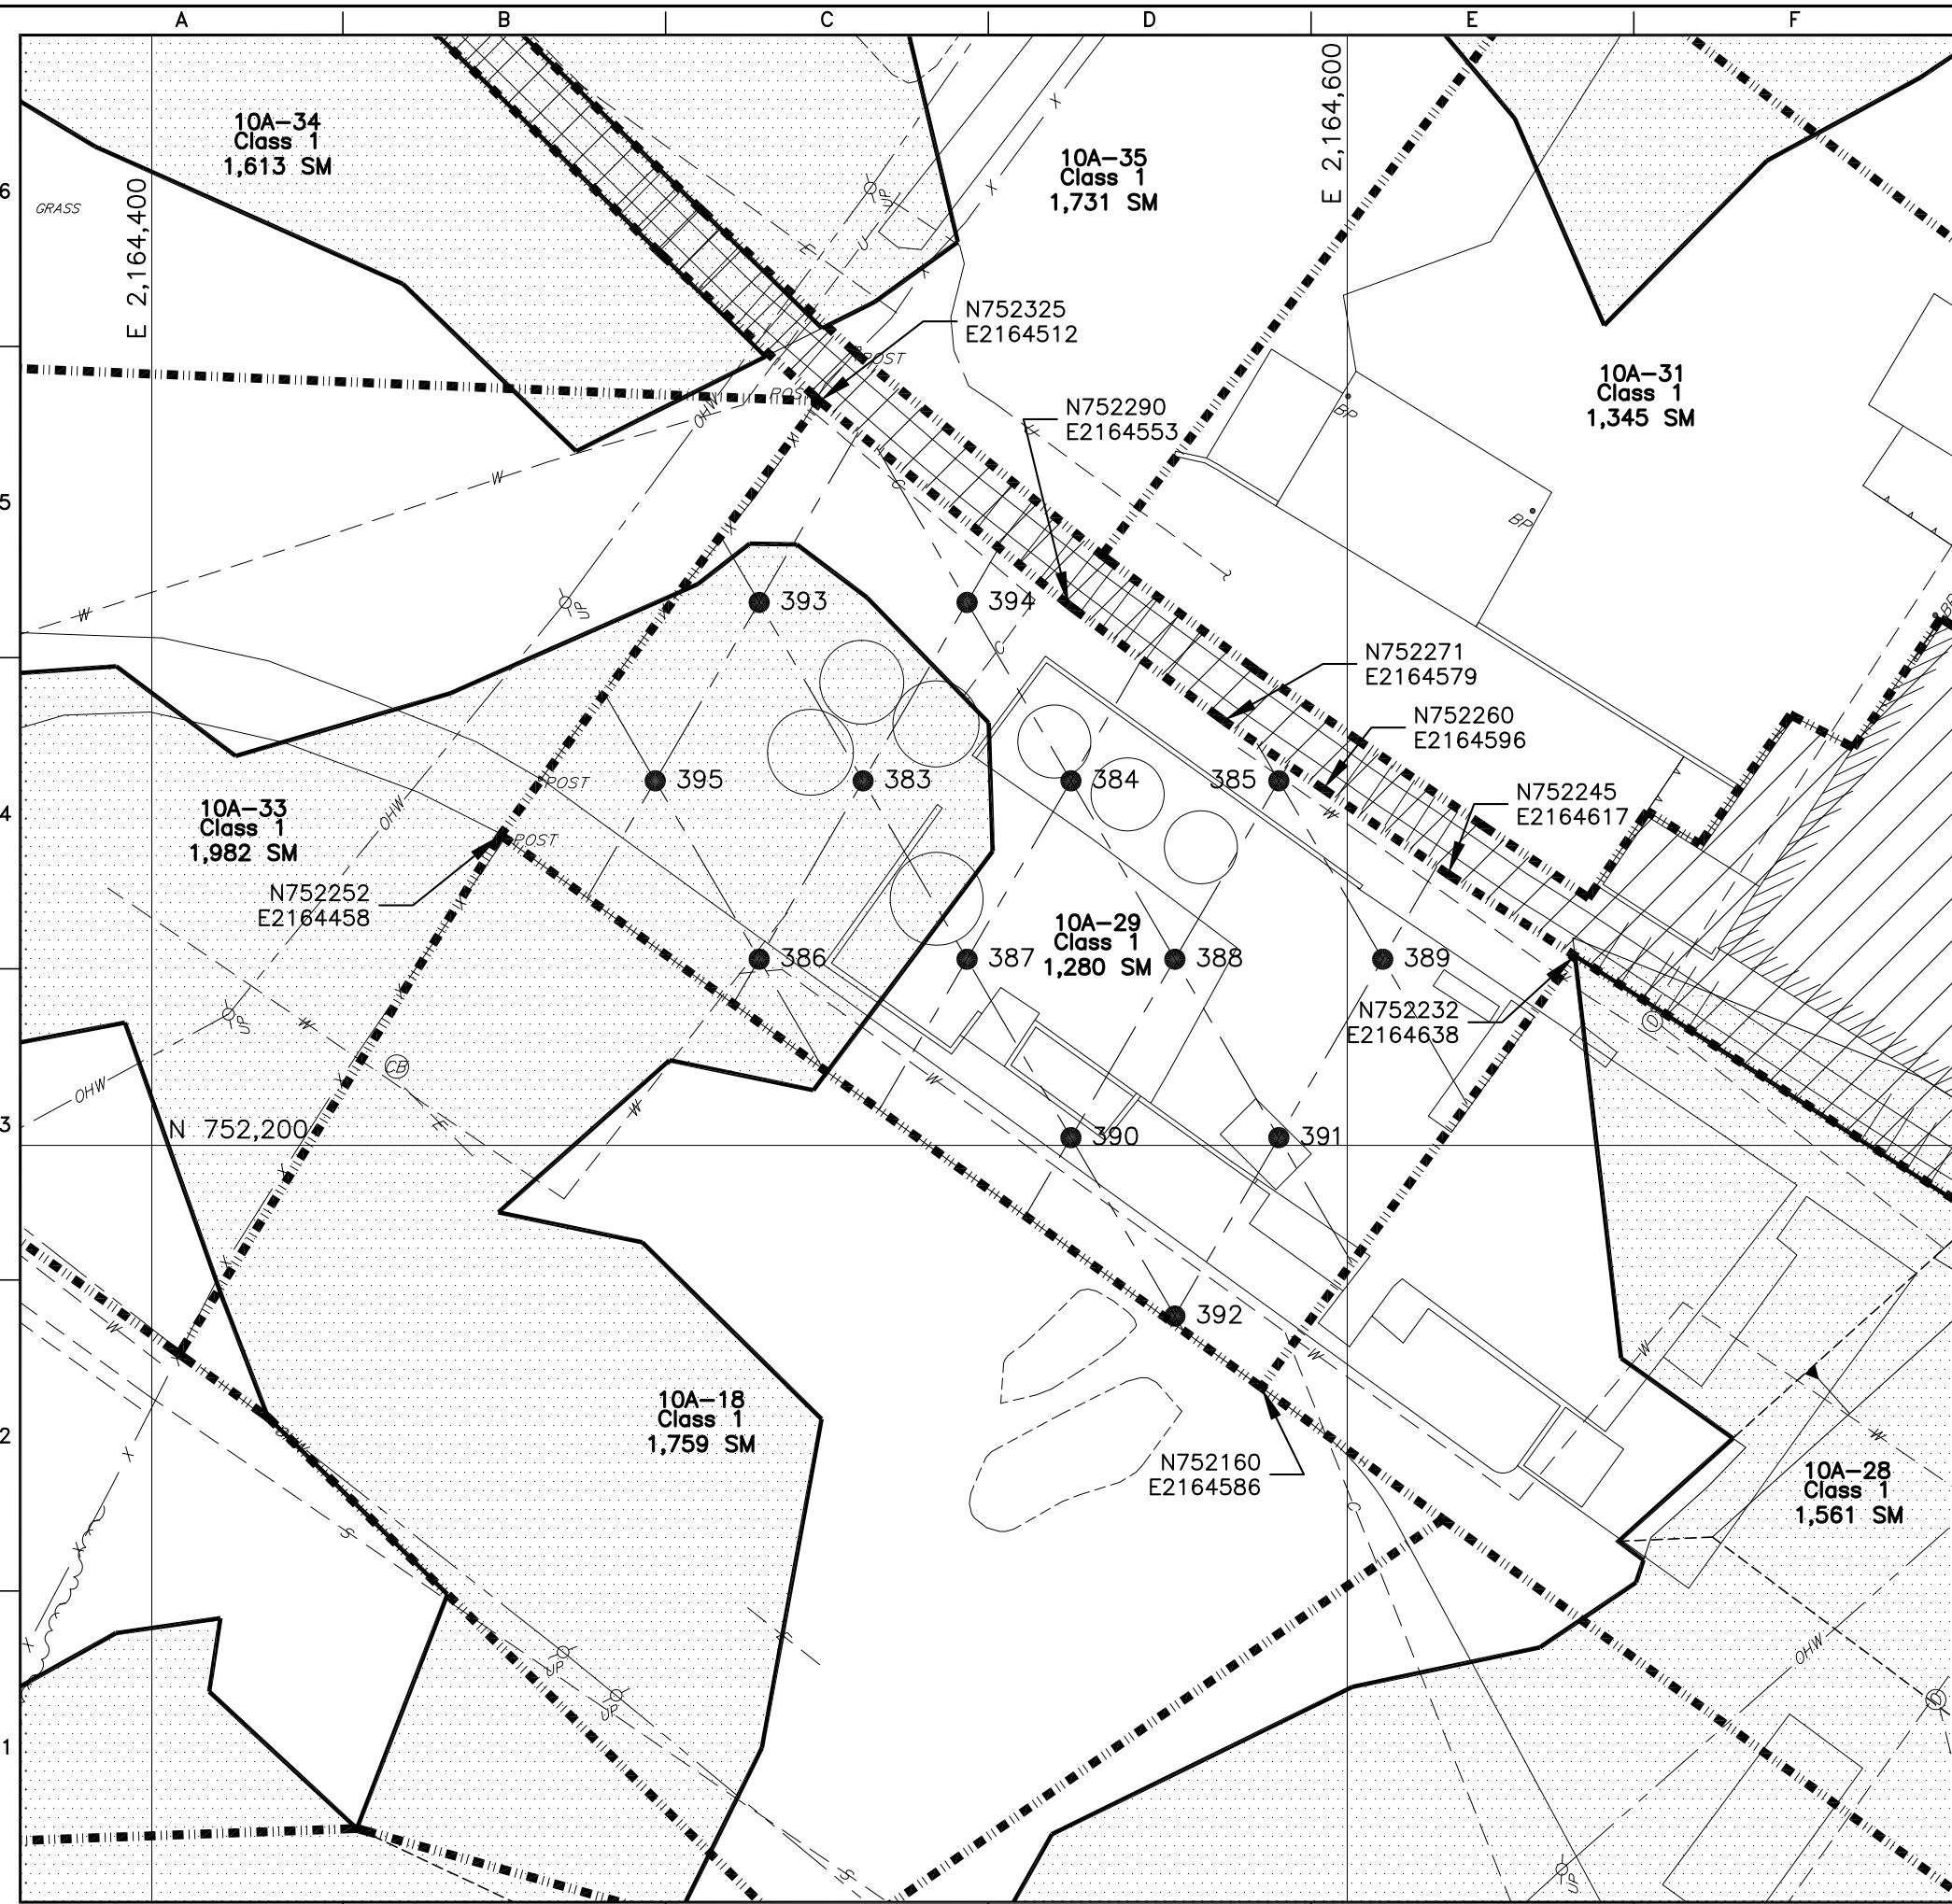 A B C D E F
6
5
4
3
2
1
E 2,164,400
E 2,164,600
N 752,200
10A-34
Class 1
1,613 SM
GRASS
10A-35
Class 1
1,731 SM
UP
U
C
X
X
X
N752325
E2164512
POST
POST
OHW
X
W
W
N752290
E2164553
10A-31
Class 1
1,345 SM
BP
BP
BP
X
UP
393
394
C
N752271
E2164579
N752260
E2164596
N752245
E2164617
395
383
384
385
W
POST
POST
OHW
10A-33
Class 1
1,982 SM
N752252
E2164458
X
386
387
10A-29
Class 1
1,280 SM
388
389
N752232
E2164638
D
UP
W
CB
X
OHW
W
W
390
391
X
X
392
W
W
W
10A-18
Class 1
1,759 SM
N752160
E2164586
W
10A-28
Class 1
1,561 SM
C
X
S
X
X
UP
UP
OHW
D
S
UP